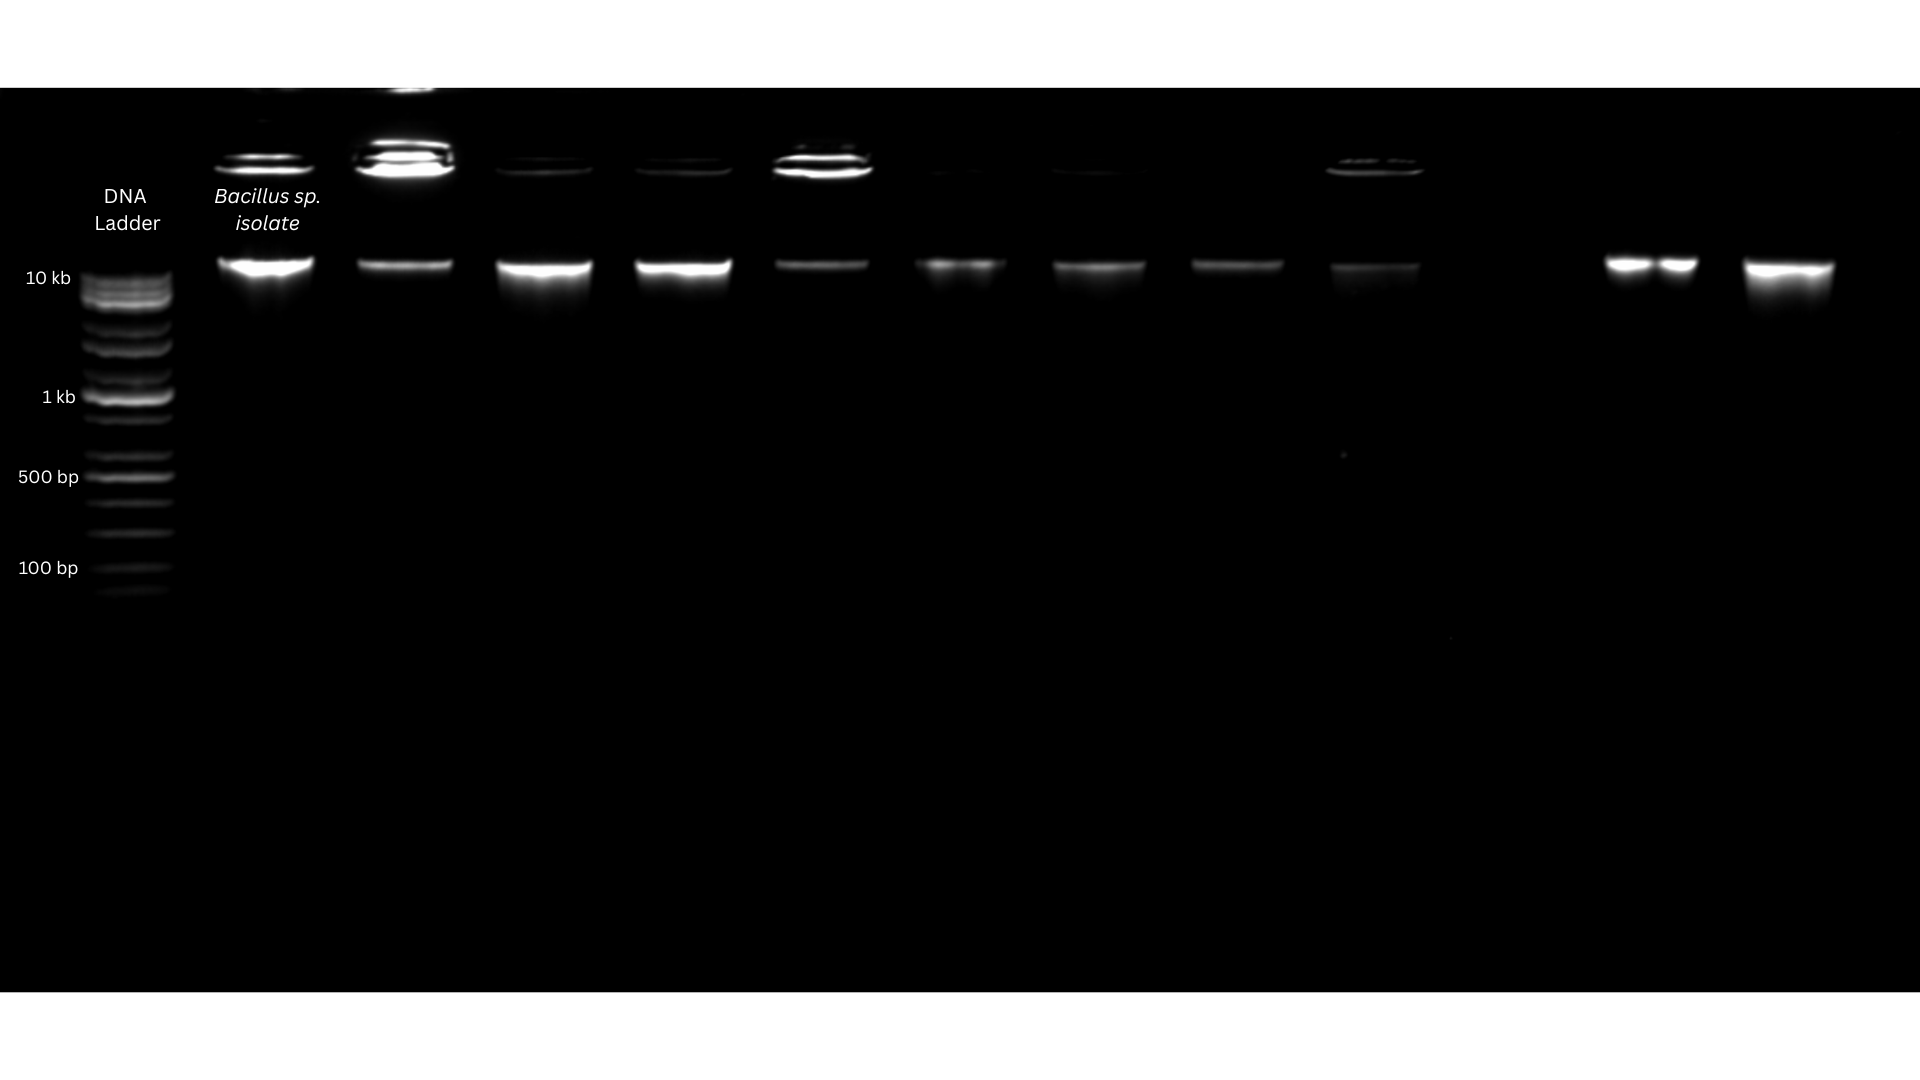 DNA
Ladder
Bacillus sp.
isolate
10 kb
1 kb
500 bp
100 bp